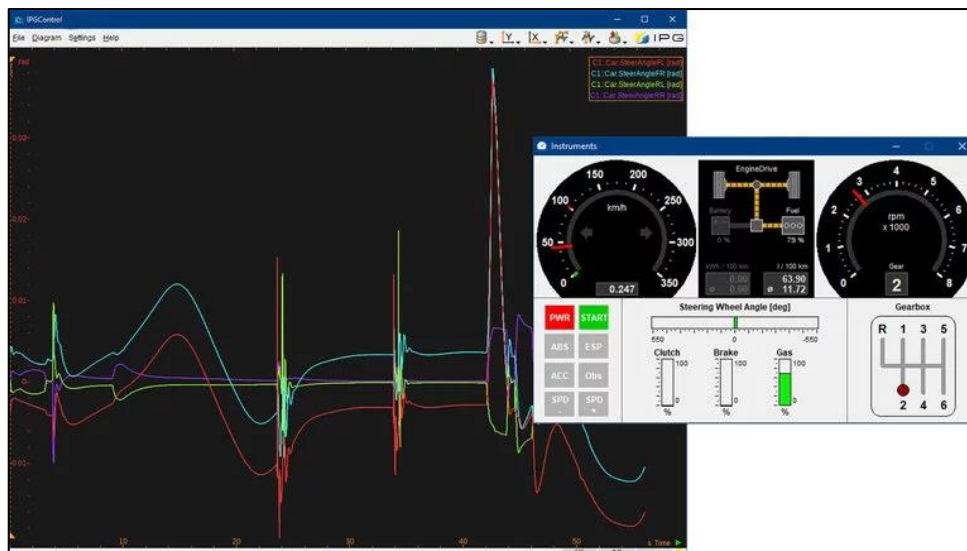 IPGControl
File Diagram Settings Help
IPG
rad
C1::Car.SteerAngleFL [rad]
C1::Car.SteerAngleFR [rad]
C1::Car.SteerAngleRL [rad]
C1::Car.SteerAngleRR [rad]
0.03
0.02
0.01
0
-0.01
10 20 30 40 50 s Time
Instruments
0 50 100 150 200 250 300 350
km/h
0.247
EngineDrive
Battery Fuel
0 % 79 %
kWh / 100 km l / 100 km
0.00 63.90
ø 0.00 ø 11.72
0 1 2 3 4 5 6 7 8
rpm
x 1000
Gear
2
PWR START
ABS ESP
ACC Obs
SPD - SPD +
Steering Wheel Angle [deg]
550 0 -550
Clutch Brake Gas
100 100 100
0 0 0
% % %
Gearbox
R 1 3 5
2 4 6